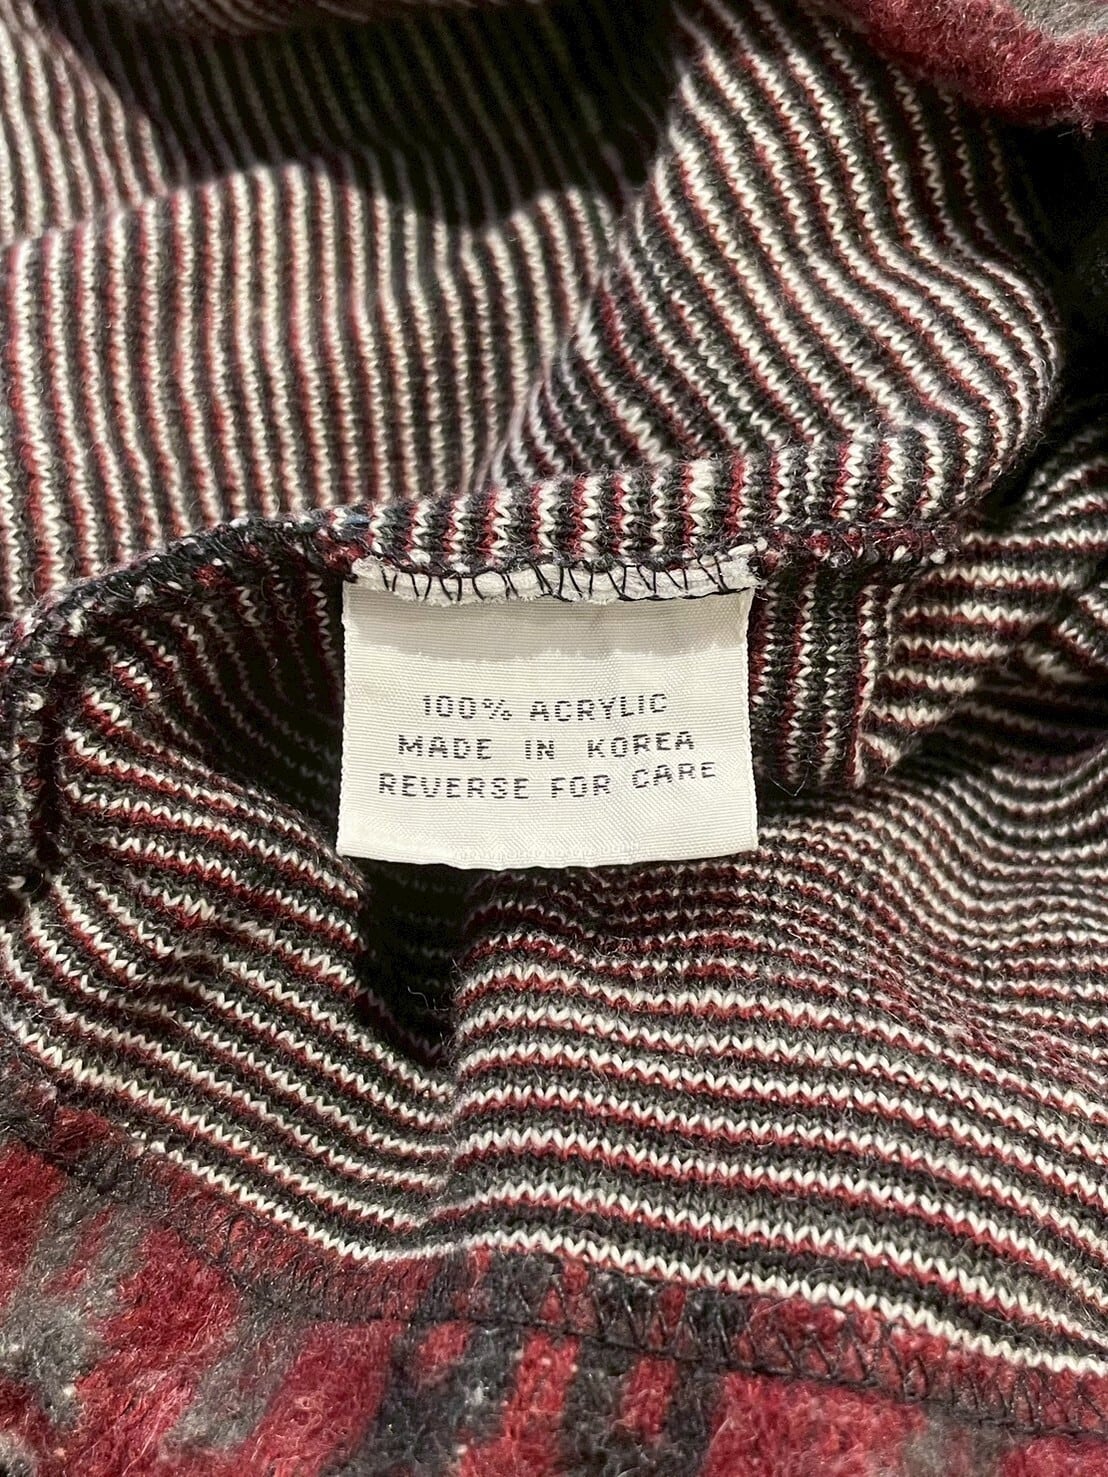 100% ACRYLIC
MADE IN KOREA
REVERSE FOR CARE